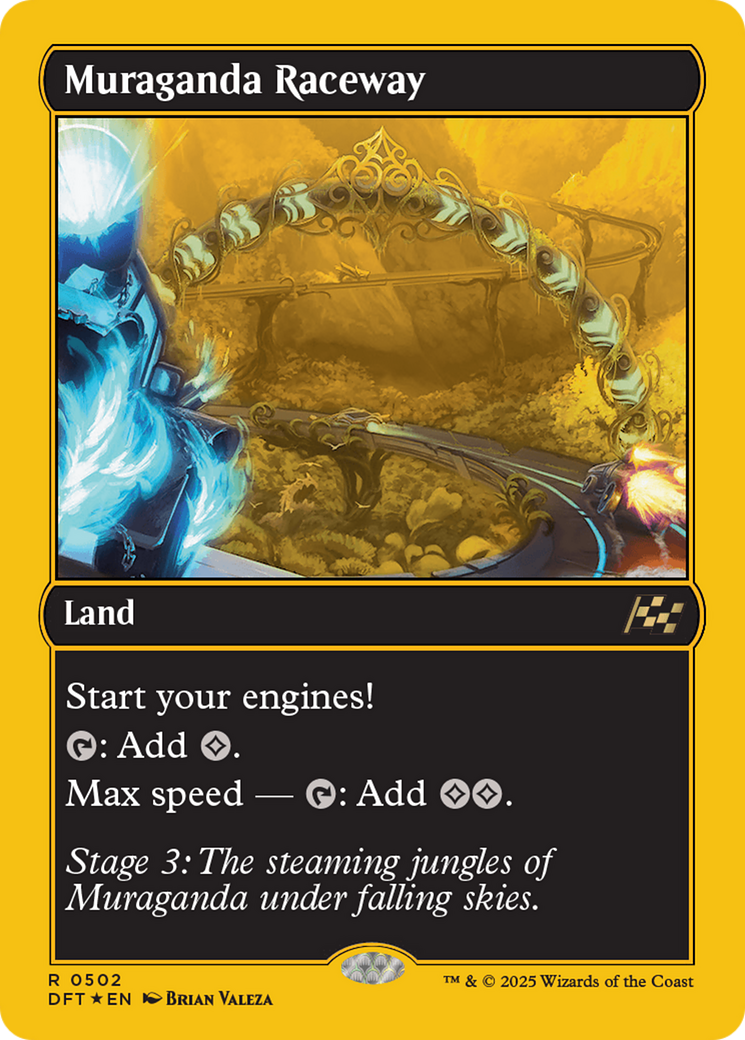 Muraganda Raceway
Land
Start your engines!
: Add .
Max speed — : Add .
Stage 3: The steaming jungles of
Muraganda under falling skies.
R 0502
DFT★EN BRIAN VALEZA
™ & © 2025 Wizards of the Coast